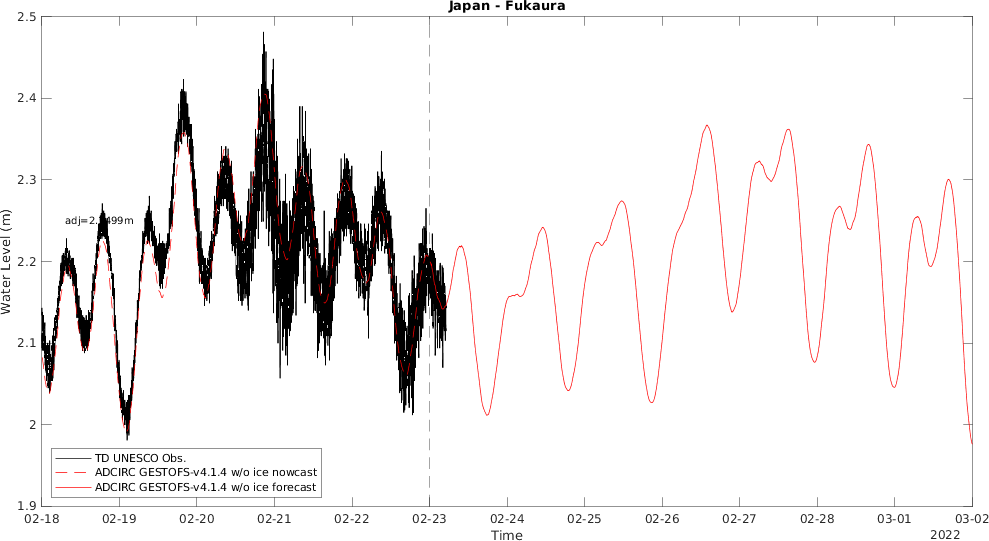 Japan - Fukaura
2.5
2.4
2.3
2.2
2.1
2
1.9
Water Level (m)
TD UNESCO Obs.
ADCIRC GESTOFS-v4.1.4 w/o ice nowcast
ADCIRC GESTOFS-v4.1.4 w/o ice forecast
02-18 02-19 02-20 02-21 02-22 02-23 02-24 02-25 02-26 02-27 02-28 03-01 03-02
Time
2022